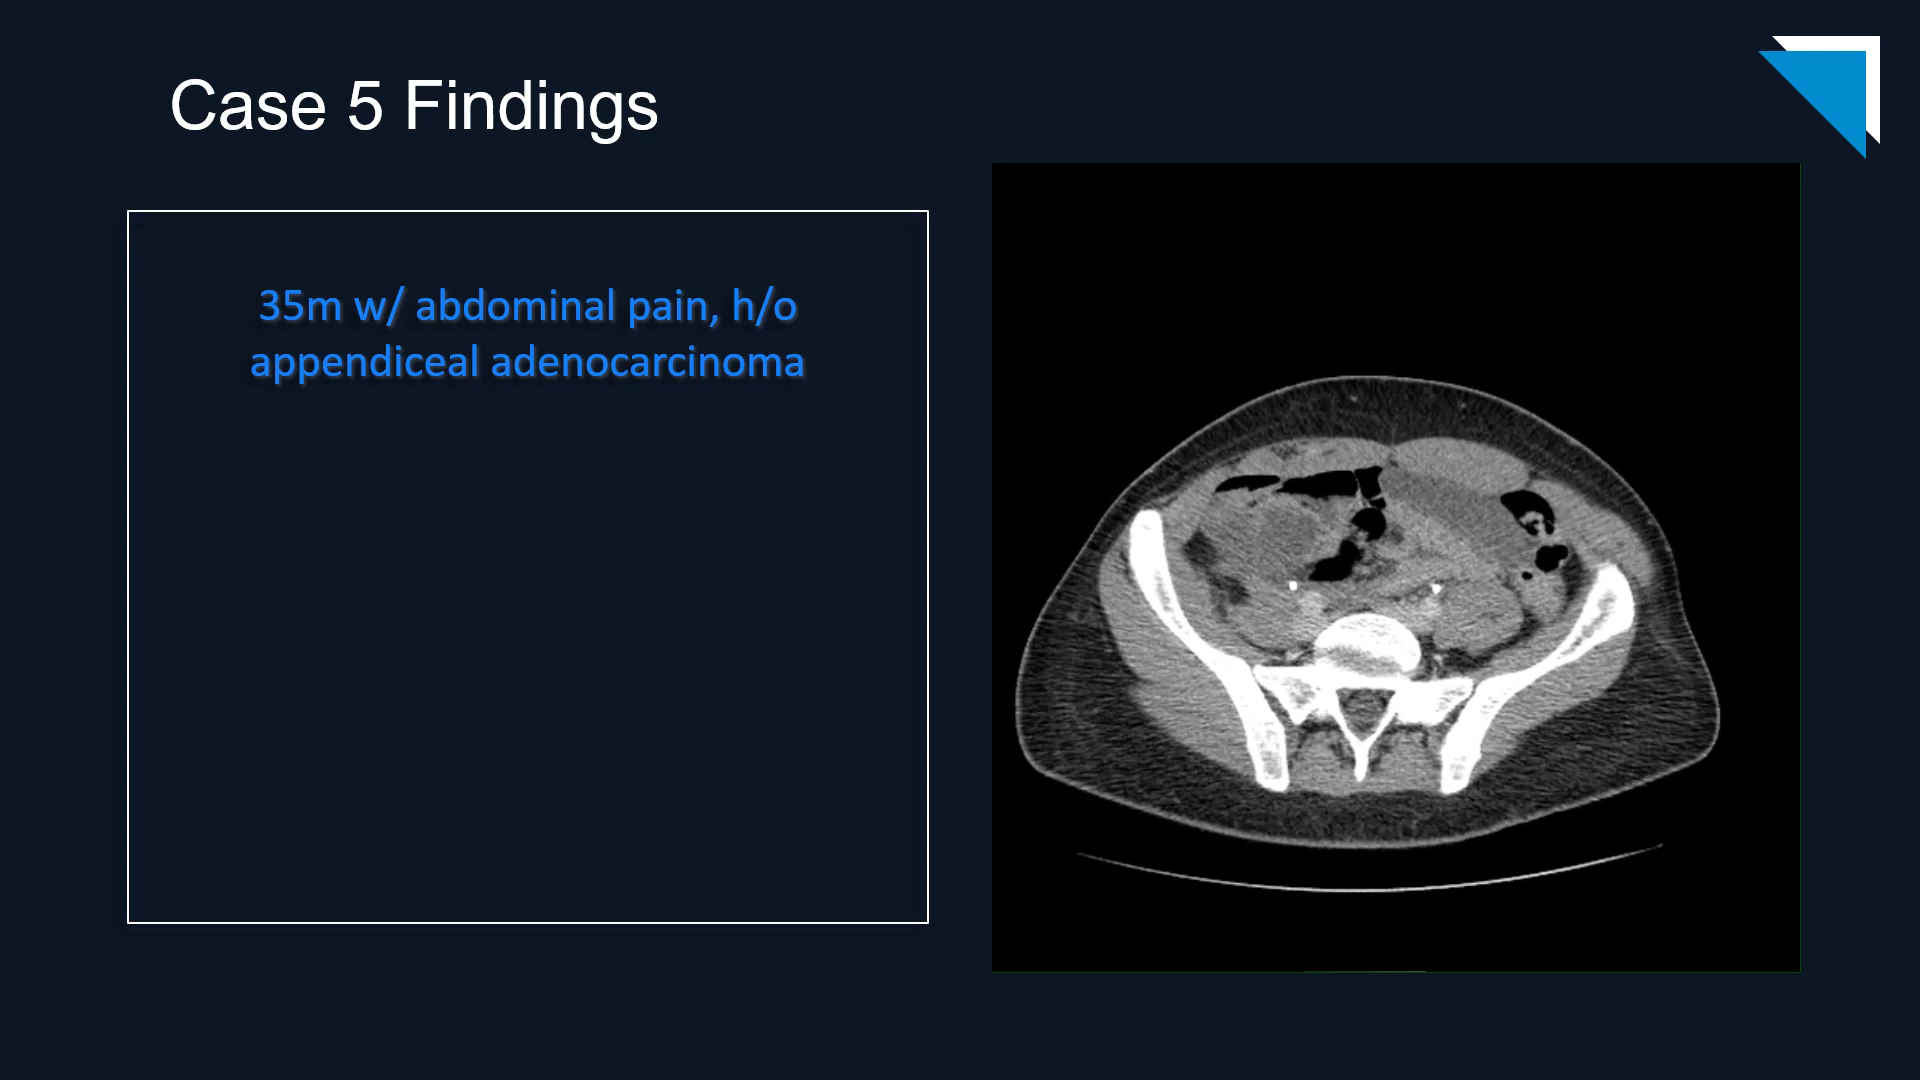 Case 5 Findings
35m w/ abdominal pain, h/o
appendiceal adenocarcinoma